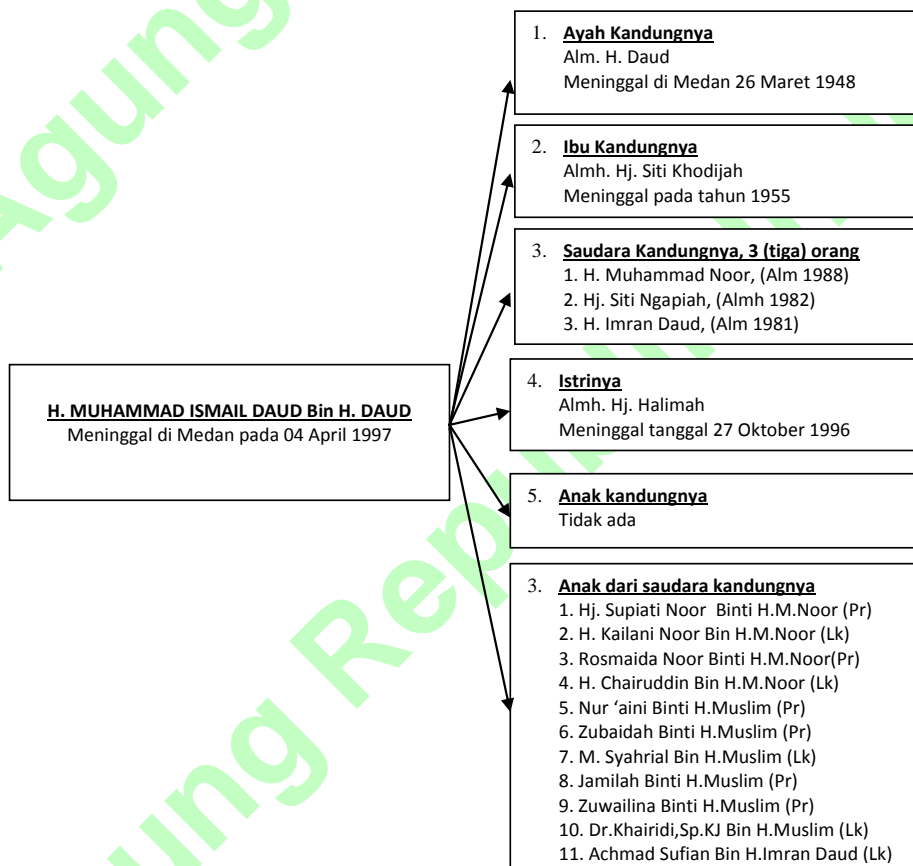 1. Ayah Kandungnya
Alm. H. Daud
Meninggal di Medan 26 Maret 1948
2. Ibu Kandungnya
Almh. Hj. Siti Khodijah
Meninggal pada tahun 1955
3. Saudara Kandungnya, 3 (tiga) orang
1. H. Muhammad Noor, (Alm 1988)
2. Hj. Siti Ngapiah, (Almh 1982)
3. H. Imran Daud, (Alm 1981)
H. MUHAMMAD ISMAIL DAUD Bin H. DAUD
Meninggal di Medan pada 04 April 1997
4. Istrinya
Almh. Hj. Halimah
Meninggal tanggal 27 Oktober 1996
5. Anak kandungnya
Tidak ada
3. Anak dari saudara kandungnya
1. Hj. Supiati Noor Binti H.M.Noor (Pr)
2. H. Kailani Noor Bin H.M.Noor (Lk)
3. Rosmaida Noor Binti H.M.Noor(Pr)
4. H. Chairuddin Bin H.M.Noor (Lk)
5. Nur ‘aini Binti H.Muslim (Pr)
6. Zubaidah Binti H.Muslim (Pr)
7. M. Syahrial Bin H.Muslim (Lk)
8. Jamilah Binti H.Muslim (Pr)
9. Zuwailina Binti H.Muslim (Pr)
10. Dr.Khairidi,Sp.KJ Bin H.Muslim (Lk)
11. Achmad Sufian Bin H.Imran Daud (Lk)
Agung
ung Repu